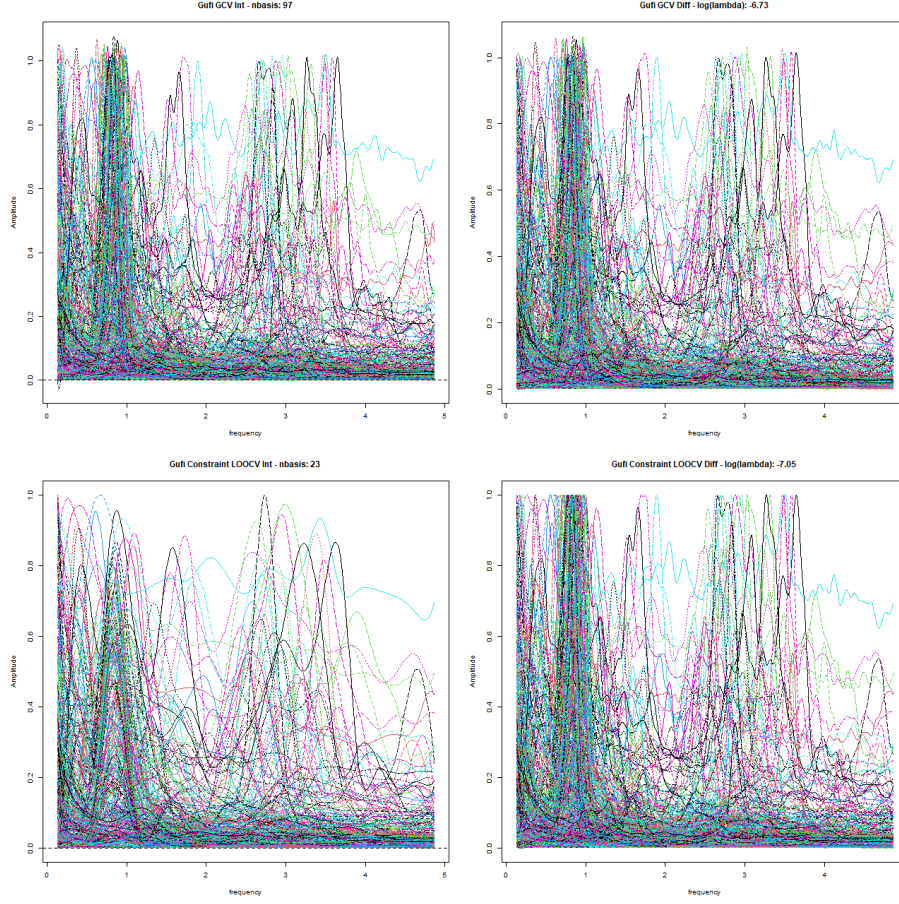 Gufi GCV Int - nbasis: 97
Amplitude
0.0 0.2 0.4 0.6 0.8 1.0
0 1 2 3 4 5
frequency
Gufi GCV Diff - log(lambda): -6.73
Amplitude
0.0 0.2 0.4 0.6 0.8 1.0
0 1 2 3 4
frequency
Gufi Constraint LOOCV Int - nbasis: 23
Amplitude
0.0 0.2 0.4 0.6 0.8 1.0
0 1 2 3 4 5
frequency
Gufi Constraint LOOCV Diff - log(lambda): -7.05
Amplitude
0.0 0.2 0.4 0.6 0.8 1.0
0 1 2 3 4
frequency